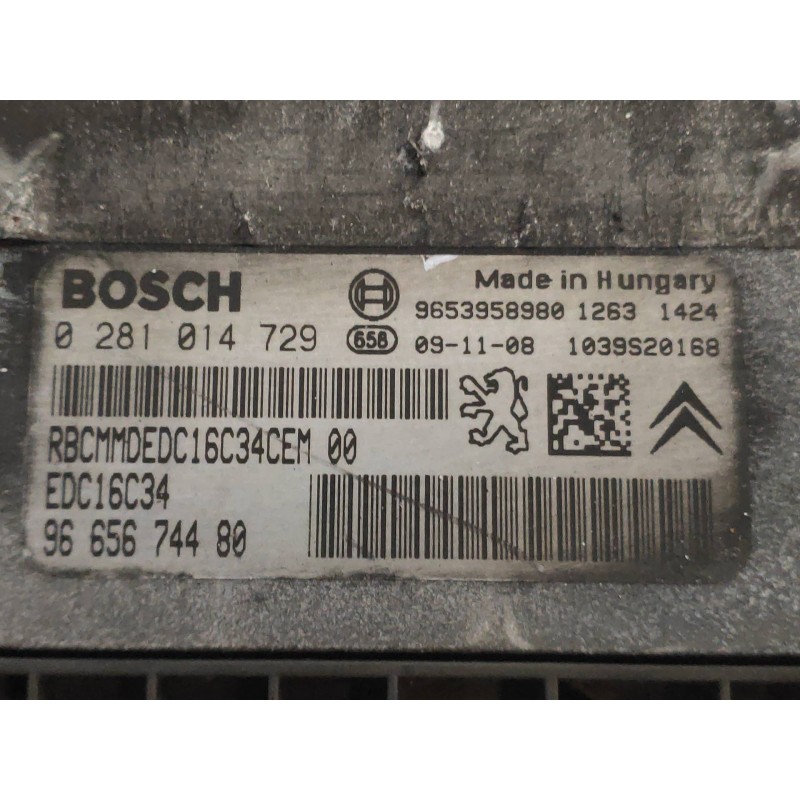 BOSCH
Made in Hungary
9653958980 1263 1424
0 281 014 729
658
09-11-08 1039S20168
RBCMMDEDC16C34CEM 00
EDC16C34
96 656 744 80